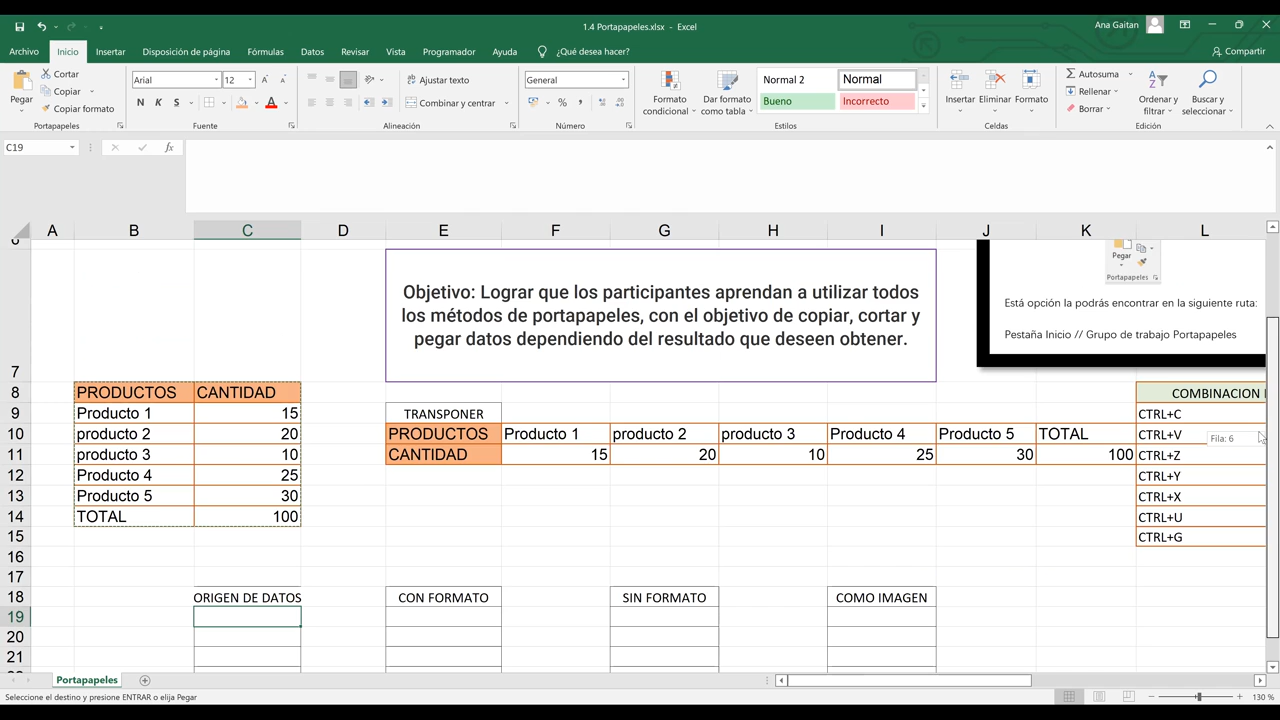 1.4 Portapapeles.xlsx - Excel
Ana Gaitan
Archivo Inicio Insertar Disposición de página Fórmulas Datos Revisar Vista Programador Ayuda ¿Qué desea hacer? Compartir
Pegar
Cortar
Copiar
Copiar formato
Portapapeles
Arial 12
N K S
Fuente
Ajustar texto
Combinar y centrar
Alineación
General
% 000
Número
Formato condicional
Dar formato como tabla
Normal 2 Normal
Bueno Incorrecto
Estilos
Insertar Eliminar Formato
Celdas
Autosuma
Rellenar
Borrar
Ordenar y filtrar
Buscar y seleccionar
Edición
C19 fx
A B C D E F G H I J K L
6
Objetivo: Lograr que los participantes aprendan a utilizar todos
los métodos de portapapeles, con el objetivo de copiar, cortar y
pegar datos dependiendo del resultado que deseen obtener.
Pegar
Portapapeles
Está opción la podrás encontrar en la siguiente ruta:
Pestaña Inicio // Grupo de trabajo Portapapeles
7
8 PRODUCTOS CANTIDAD COMBINACION
9 Producto 1 15 TRANSPONER CTRL+C
10 producto 2 20 PRODUCTOS Producto 1 producto 2 producto 3 Producto 4 Producto 5 TOTAL CTRL+V
Fila: 6
11 producto 3 10 CANTIDAD 15 20 10 25 30 100 CTRL+Z
12 Producto 4 25 CTRL+Y
13 Producto 5 30 CTRL+X
14 TOTAL 100 CTRL+U
15 CTRL+G
16
17
18 ORIGEN DE DATOS CON FORMATO SIN FORMATO COMO IMAGEN
19
20
21
Portapapeles
Seleccione el destino y presione ENTRAR o elija Pegar
130 %